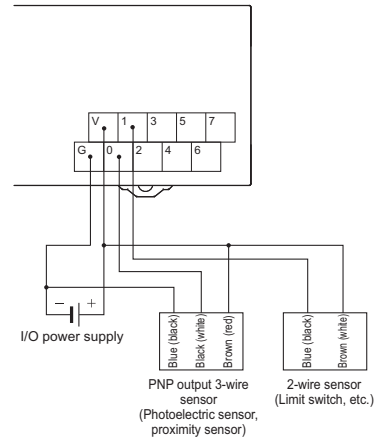 V 1 3 5 7
G 0 2 4 6
− +
I/O power supply
Blue (black)
Black (white)
Brown (red)
Blue (black)
Brown (white)
PNP output 3-wire
sensor
(Photoelectric sensor,
proximity sensor)
2-wire sensor
(Limit switch, etc.)